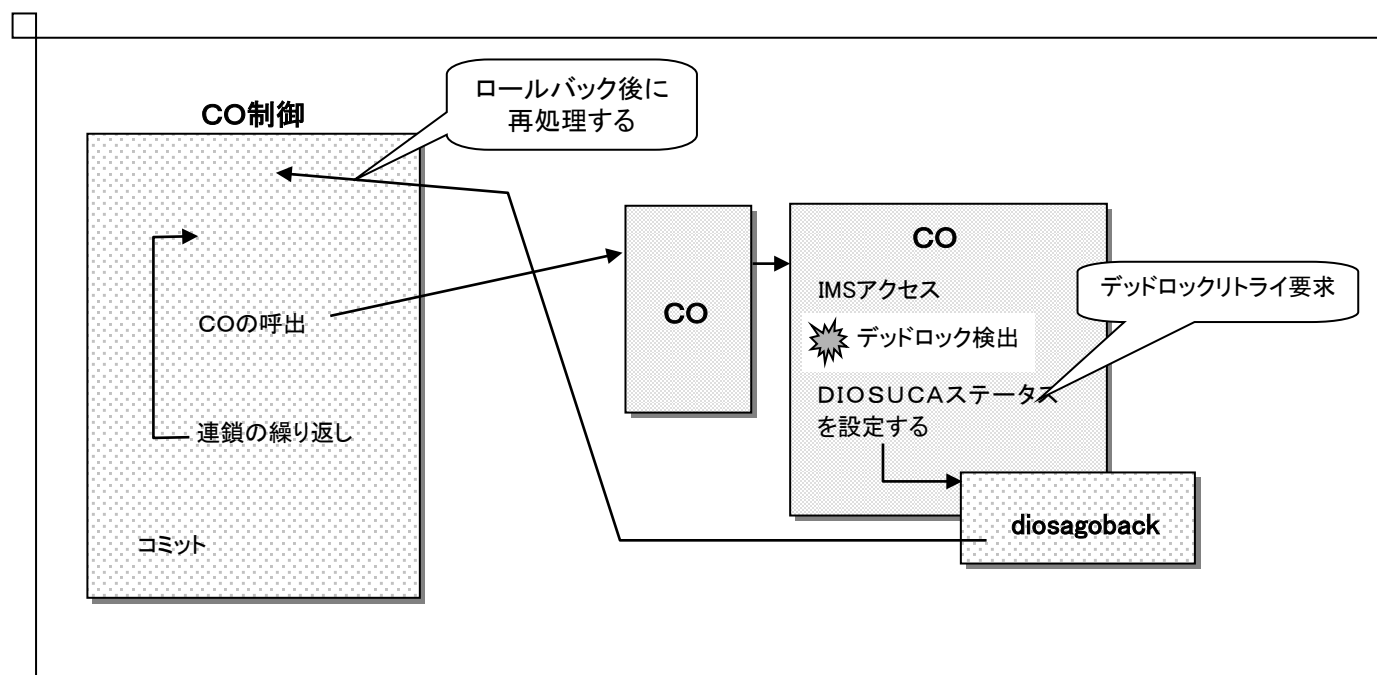 ロールバック後に
再処理する
CO制御
COの呼出
連鎖の繰り返し
コミット
CO
CO
IMSアクセス
デッドロック検出
DIOSUCAステータス
を設定する
デッドロックリトライ要求
diosagoback